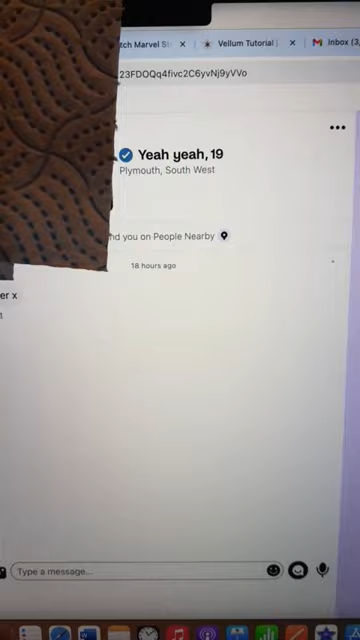 tch Marvel St
Vellum Tutorial |
Inbox (3,
23FDOQq4fivc2C6yvNj9yVVo
Yeah yeah, 19
Plymouth, South West
nd you on People Nearby
18 hours ago
er x
Type a message...